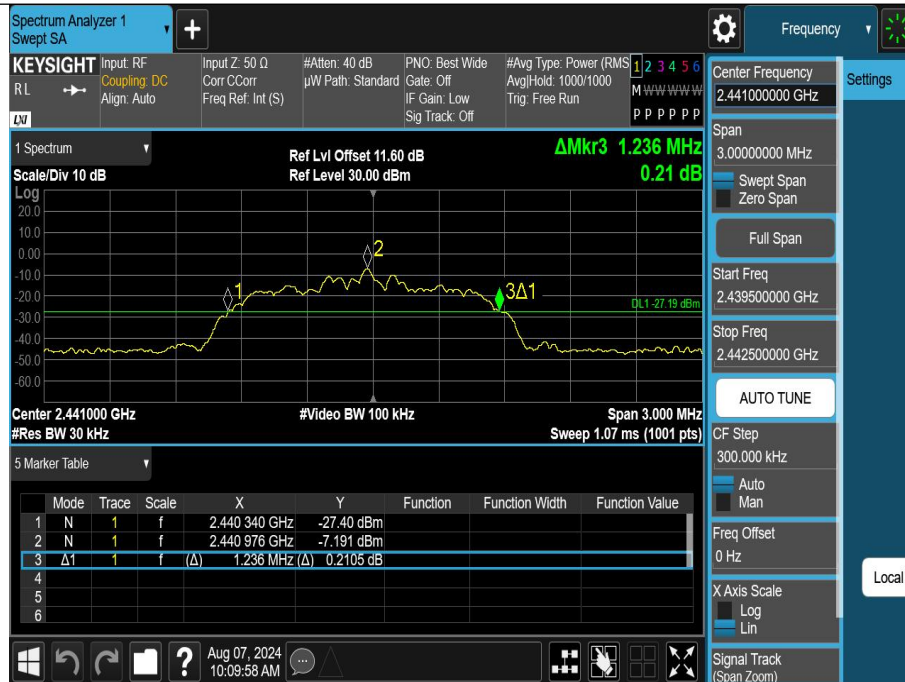 Spectrum Analyzer 1
Swept SA
+
Frequency
KEYSIGHT
RL
LXI
Input: RF
Coupling: DC
Align: Auto
Input Z: 50 Ω
Corr CCorr
Freq Ref: Int (S)
#Atten: 40 dB
µW Path: Standard
PNO: Best Wide
Gate: Off
IF Gain: Low
Sig Track: Off
#Avg Type: Power (RMS
Avg|Hold: 1000/1000
Trig: Free Run
1 2 3 4 5 6
M W W W W W
P P P P P P
1 Spectrum
Scale/Div 10 dB
Ref Lvl Offset 11.60 dB
Ref Level 30.00 dBm
ΔMkr3 1.236 MHz
0.21 dB
Log
20.0
10.0
0.00
-10.0
-20.0
-30.0
-40.0
-50.0
-60.0
1
2
3Δ1
DL1 -27.19 dBm
Center 2.441000 GHz
#Video BW 100 kHz
Span 3.000 MHz
#Res BW 30 kHz
Sweep 1.07 ms (1001 pts)
5 Marker Table
Mode Trace Scale X Y Function Function Width Function Value
1 N 1 f 2.440 340 GHz -27.40 dBm
2 N 1 f 2.440 976 GHz -7.191 dBm
3 Δ1 1 f (Δ) 1.236 MHz (Δ) 0.2105 dB
4
5
6
?
Aug 07, 2024
10:09:58 AM
Center Frequency
2.441000000 GHz
Settings
Span
3.00000000 MHz
Swept Span
Zero Span
Full Span
Start Freq
2.439500000 GHz
Stop Freq
2.442500000 GHz
AUTO TUNE
CF Step
300.000 kHz
Auto
Man
Freq Offset
0 Hz
Local
X Axis Scale
Log
Lin
Signal Track
(Span Zoom)